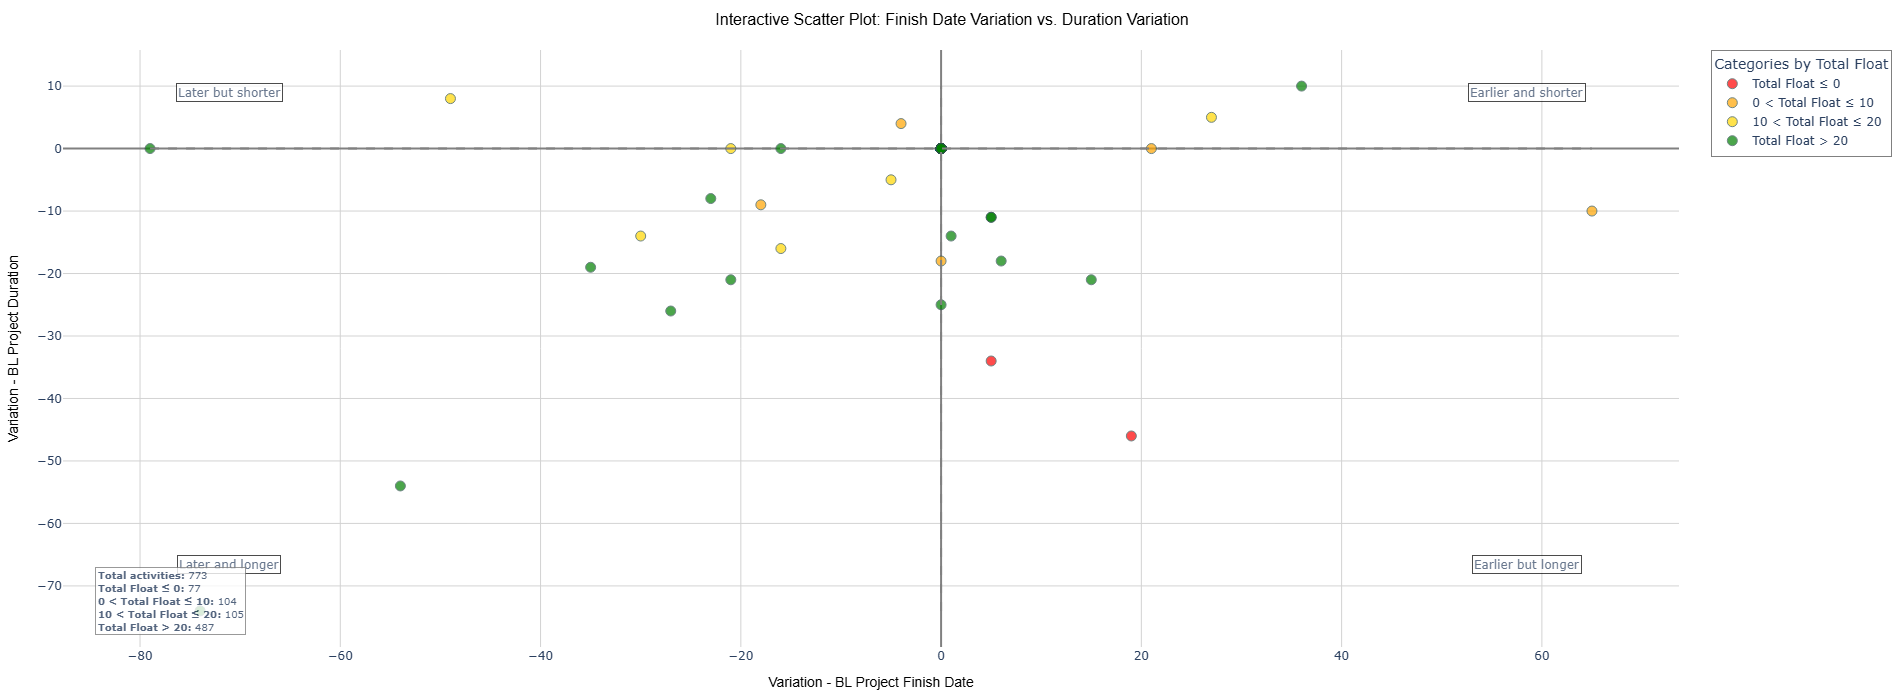 Interactive Scatter Plot: Finish Date Variation vs. Duration Variation
Categories by Total Float
Total Float ≤ 0
0 < Total Float ≤ 10
10 < Total Float ≤ 20
Total Float > 20
Later but shorter
Earlier and shorter
10
0
−10
−20
−30
−40
−50
−60
−70
Variation - BL Project Duration
Later and longer
Earlier but longer
Total activities: 773
Total Float ≤ 0: 77
0 < Total Float ≤ 10: 104
10 < Total Float ≤ 20: 105
Total Float > 20: 487
−80 −60 −40 −20 0 20 40 60
Variation - BL Project Finish Date